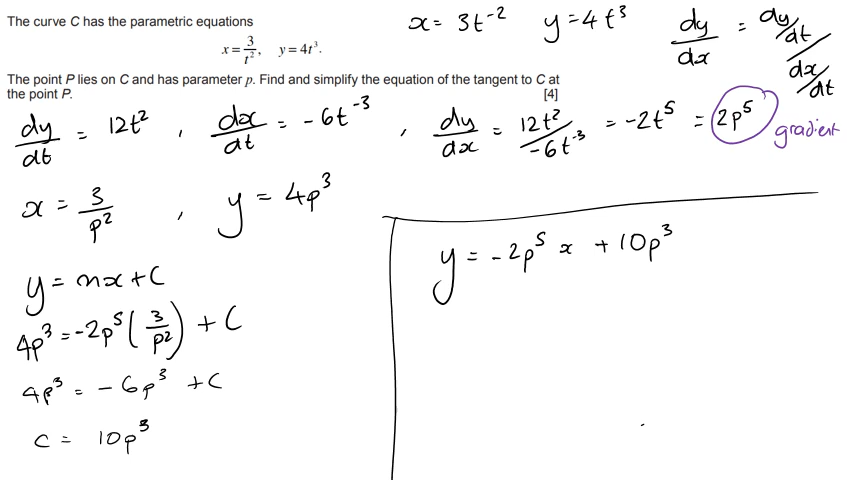 The curve C has the parametric equations
x = 3/t², y = 4t³.
The point P lies on C and has parameter p. Find and simplify the equation of the tangent to C at
the point P. [4]
x = 3t⁻² y = 4t³ dy/dx = dy/dt / dx/dt
dy/dt = 12t² , dx/dt = -6t⁻³ , dy/dx = 12t²/-6t⁻³ = -2t⁵ = 2p⁵ gradient
x = 3/p² , y = 4p³
y = mx + C
4p³ = -2p⁵(3/p²) + C
4p³ = -6p³ + C
C = 10p³
y = -2p⁵x + 10p³